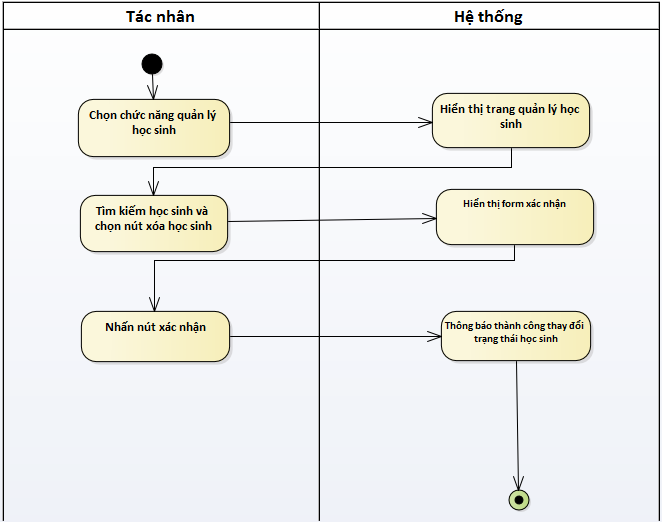 Tác nhân
Hệ thống
Chọn chức năng quản lý
học sinh
Hiển thị trang quản lý học
sinh
Tìm kiếm học sinh và
chọn nút xóa học sinh
Hiển thị form xác nhận
Nhấn nút xác nhận
Thông báo thành công thay đổi
trạng thái học sinh